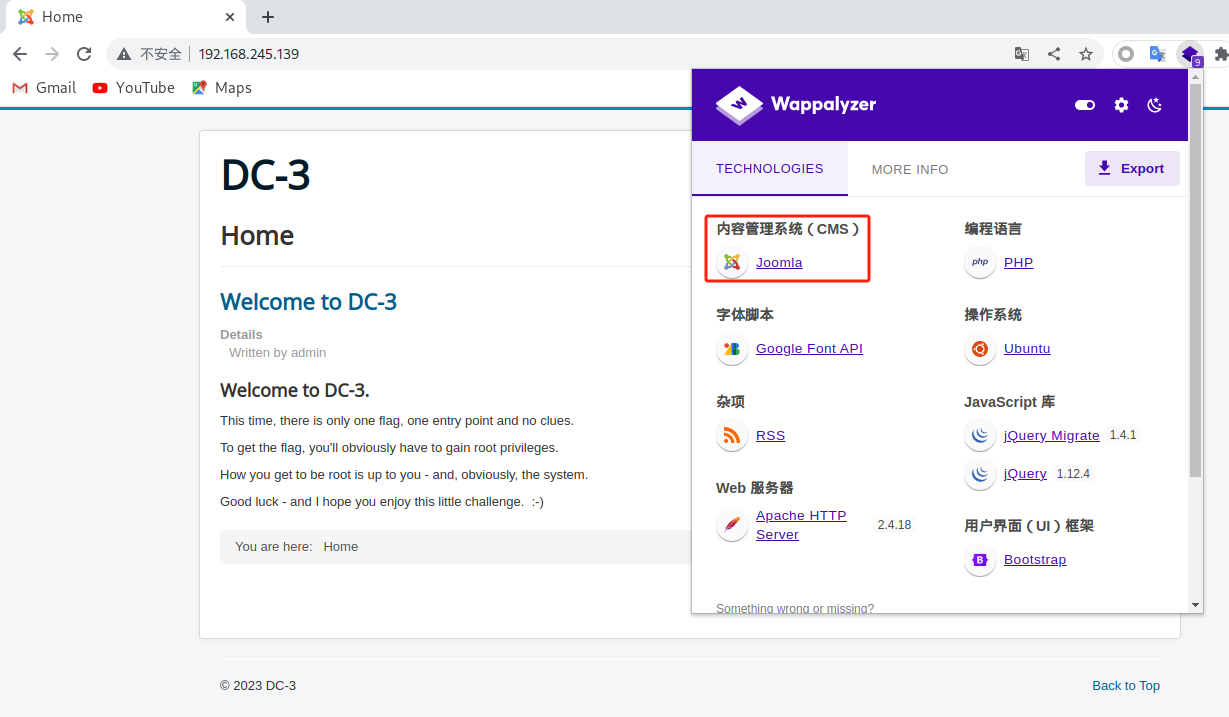 Home
不安全
192.168.245.139
9
Gmail
YouTube
Maps
DC-3
Home
Welcome to DC-3
Details
Written by admin
Welcome to DC-3.
This time, there is only one flag, one entry point and no clues.
To get the flag, you'll obviously have to gain root privileges.
How you get to be root is up to you - and, obviously, the system.
Good luck - and I hope you enjoy this little challenge.  :-)
You are here: Home
© 2023 DC-3
Back to Top
W Wappalyzer
TECHNOLOGIES
MORE INFO
Export
内容管理系统（CMS）
Joomla
字体脚本
Google Font API
杂项
RSS
Web 服务器
Apache HTTP
Server
2.4.18
编程语言
php PHP
操作系统
Ubuntu
JavaScript 库
jQuery Migrate 1.4.1
jQuery 1.12.4
用户界面（UI）框架
B Bootstrap
Something wrong or missing?